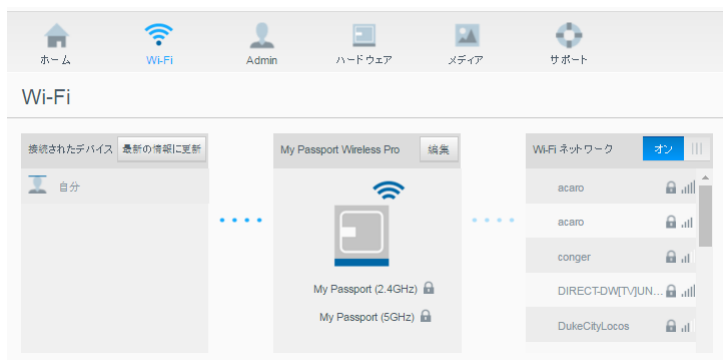 ホーム
Wi-Fi
Admin
ハードウェア
メディア
サポート
Wi-Fi
接続されたデバイス
最新の情報に更新
自分
My Passport Wireless Pro
編集
My Passport (2.4GHz)
My Passport (5GHz)
Wi-Fi ネットワーク
オン
acaro
acaro
conger
DIRECT-DW[TV]UN...
DukeCityLocos